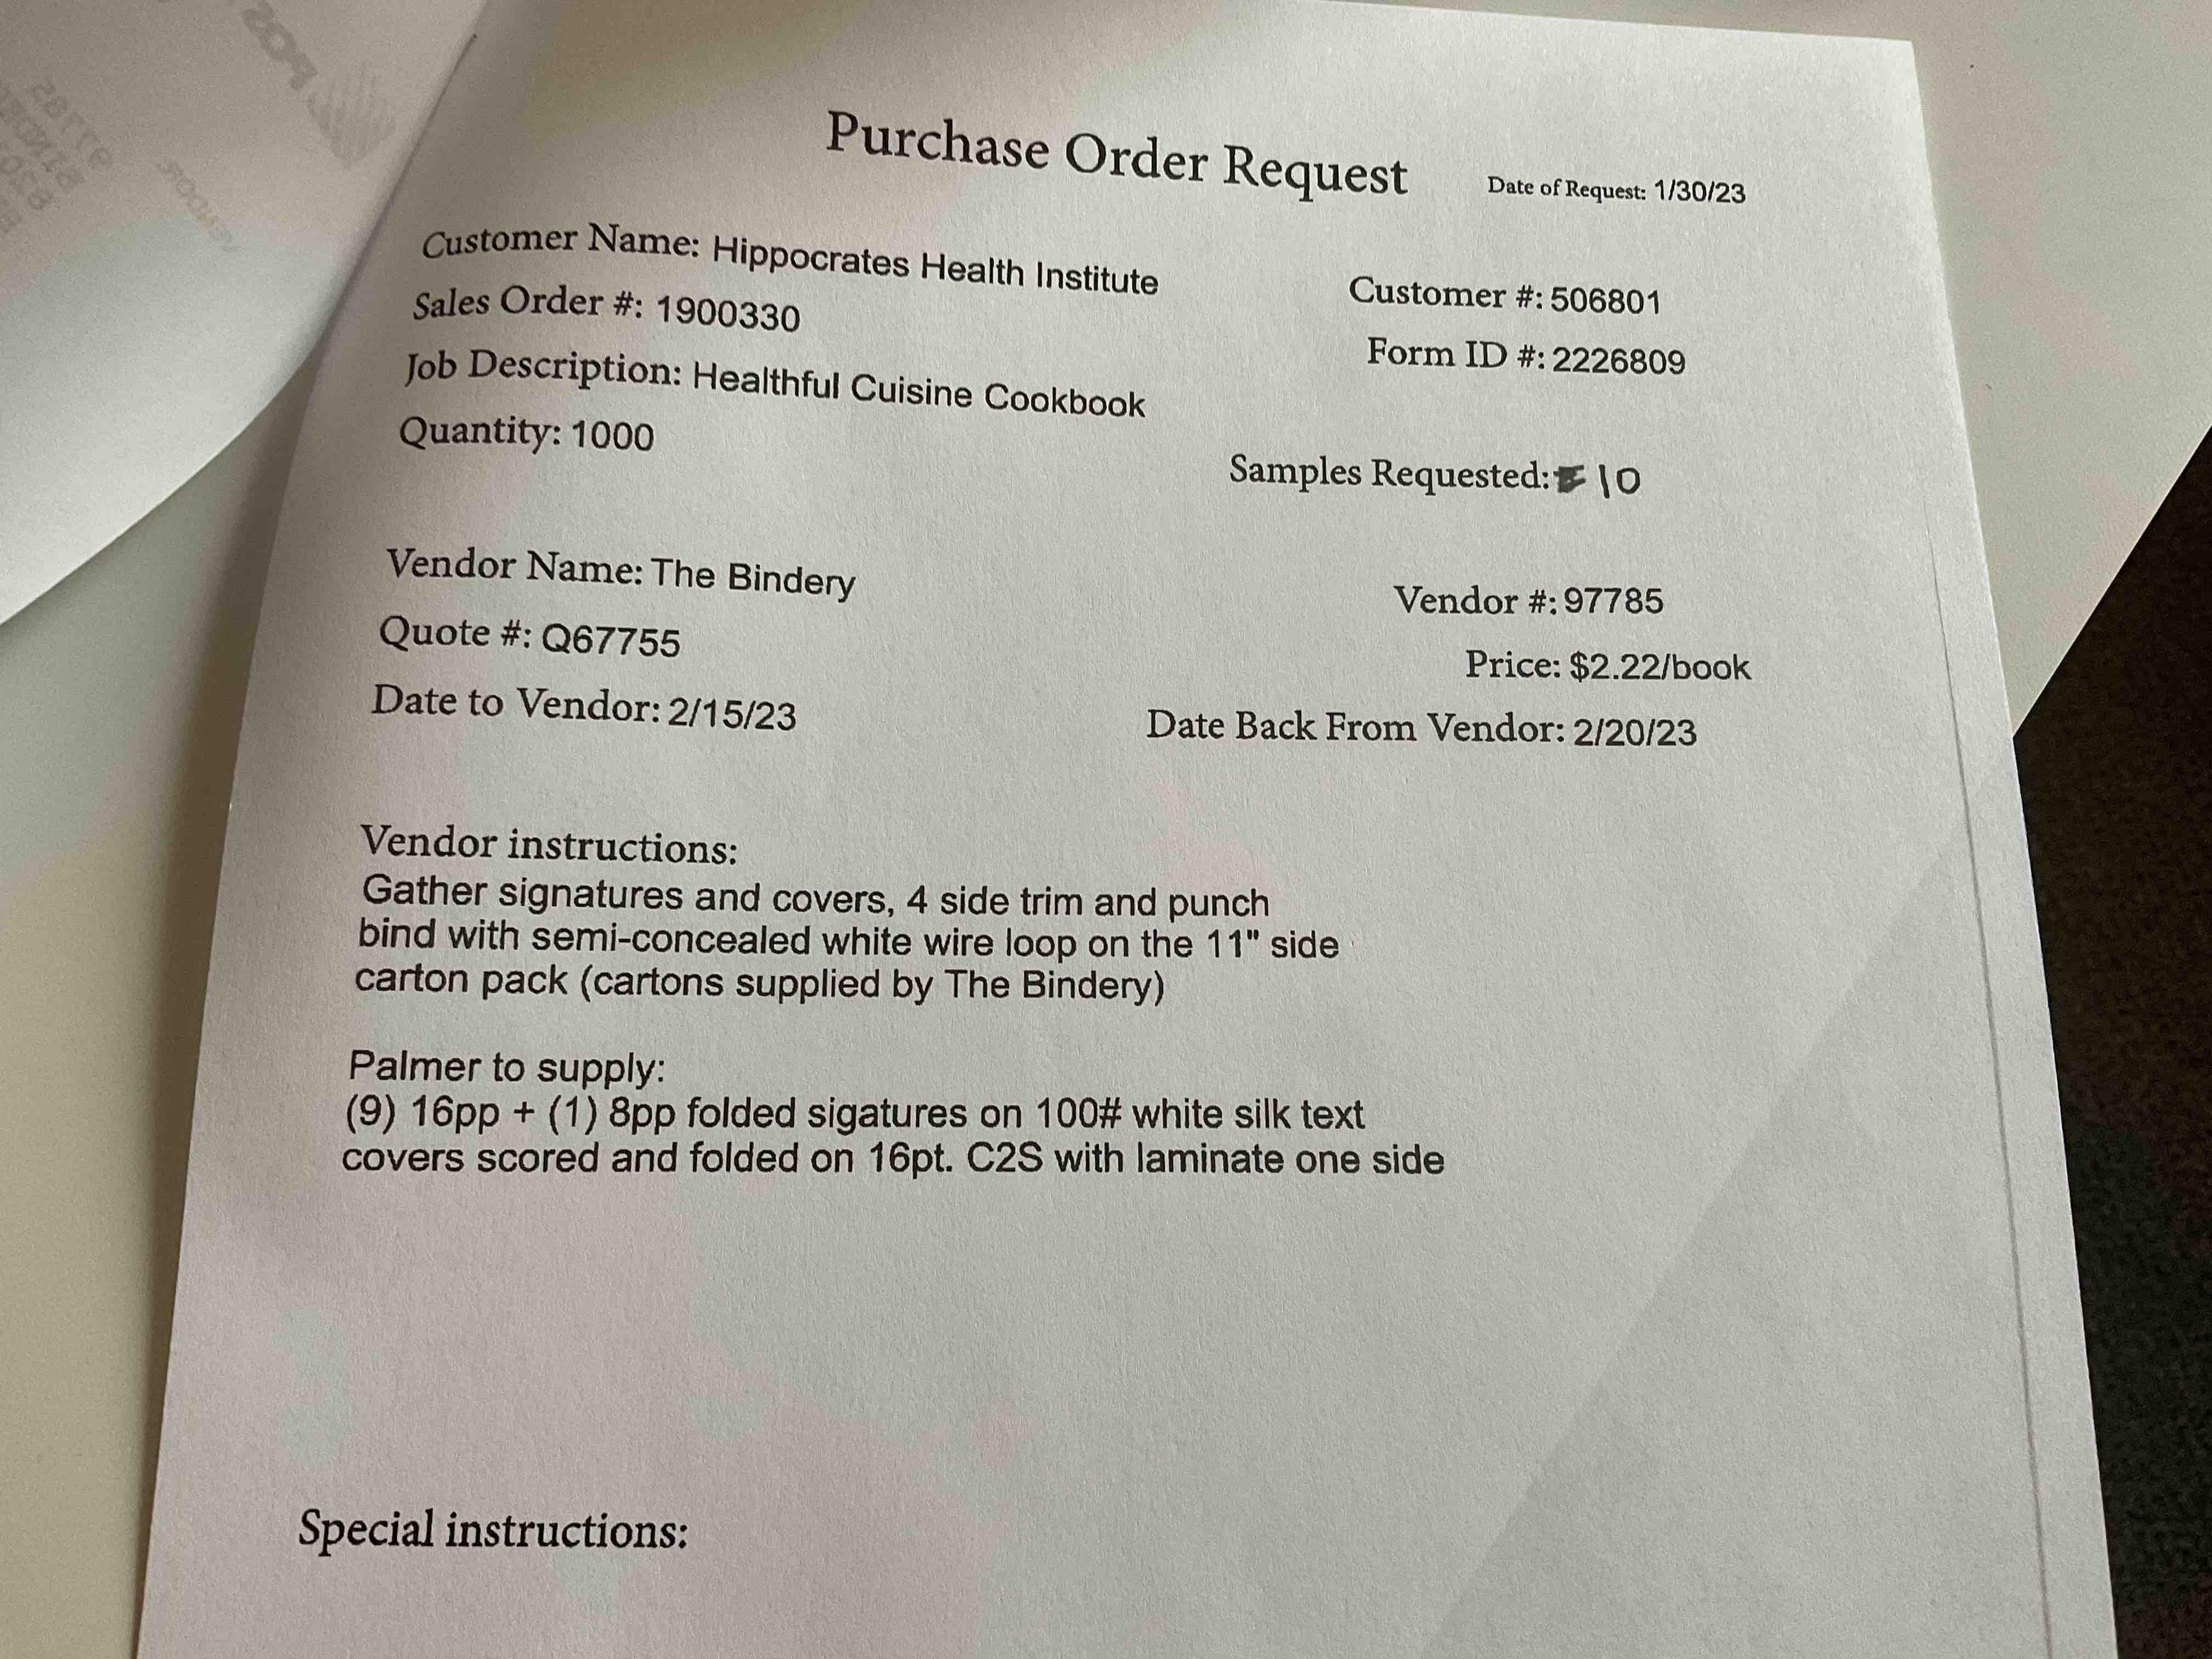 Purchase Order Request
Date of Request: 1/30/23
Customer Name: Hippocrates Health Institute
Customer #: 506801
Sales Order #: 1900330
Form ID #: 2226809
Job Description: Healthful Cuisine Cookbook
Quantity: 1000
Samples Requested: 10
Vendor Name: The Bindery
Vendor #: 97785
Quote #: Q67755
Price: $2.22/book
Date to Vendor: 2/15/23
Date Back From Vendor: 2/20/23
Vendor instructions:
Gather signatures and covers, 4 side trim and punch
bind with semi-concealed white wire loop on the 11" side
carton pack (cartons supplied by The Bindery)
Palmer to supply:
(9) 16pp + (1) 8pp folded sigatures on 100# white silk text
covers scored and folded on 16pt. C2S with laminate one side
Special instructions:
97785
VENDOR: